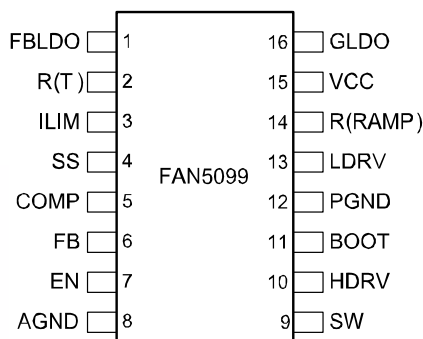 FBLDO 1 16 GLDO
R(T) 2 15 VCC
ILIM 3 14 R(RAMP)
SS 4 13 LDRV
FAN5099
COMP 5 12 PGND
FB 6 11 BOOT
EN 7 10 HDRV
AGND 8 9 SW